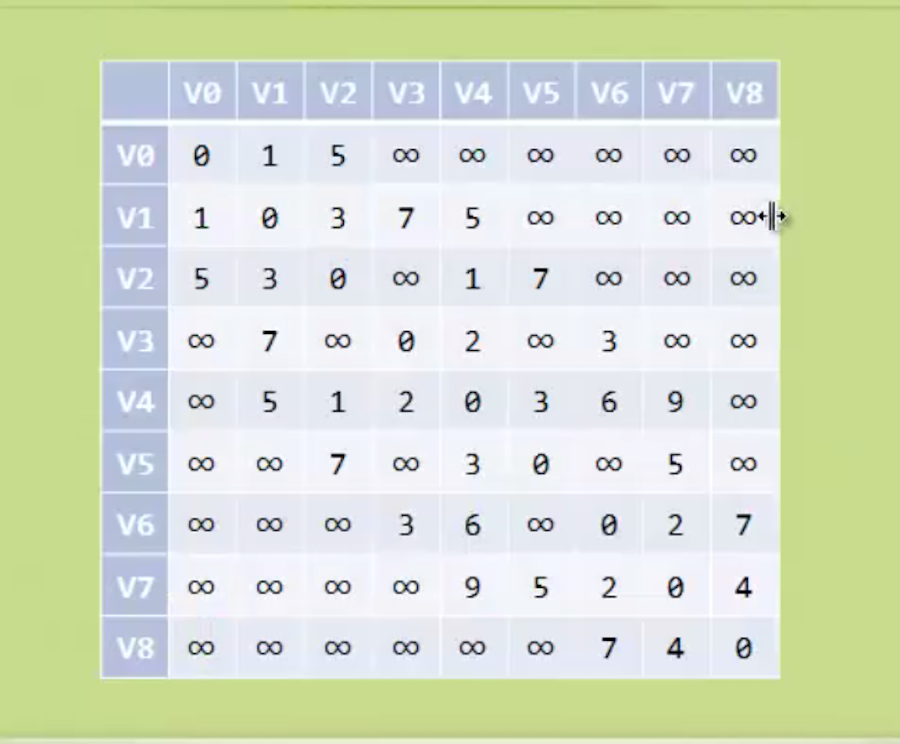 V0 V1 V2 V3 V4 V5 V6 V7 V8
V0 0 1 5 ∞ ∞ ∞ ∞ ∞ ∞
V1 1 0 3 7 5 ∞ ∞ ∞ ∞
V2 5 3 0 ∞ 1 7 ∞ ∞ ∞
V3 ∞ 7 ∞ 0 2 ∞ 3 ∞ ∞
V4 ∞ 5 1 2 0 3 6 9 ∞
V5 ∞ ∞ 7 ∞ 3 0 ∞ 5 ∞
V6 ∞ ∞ ∞ 3 6 ∞ 0 2 7
V7 ∞ ∞ ∞ ∞ 9 5 2 0 4
V8 ∞ ∞ ∞ ∞ ∞ ∞ 7 4 0